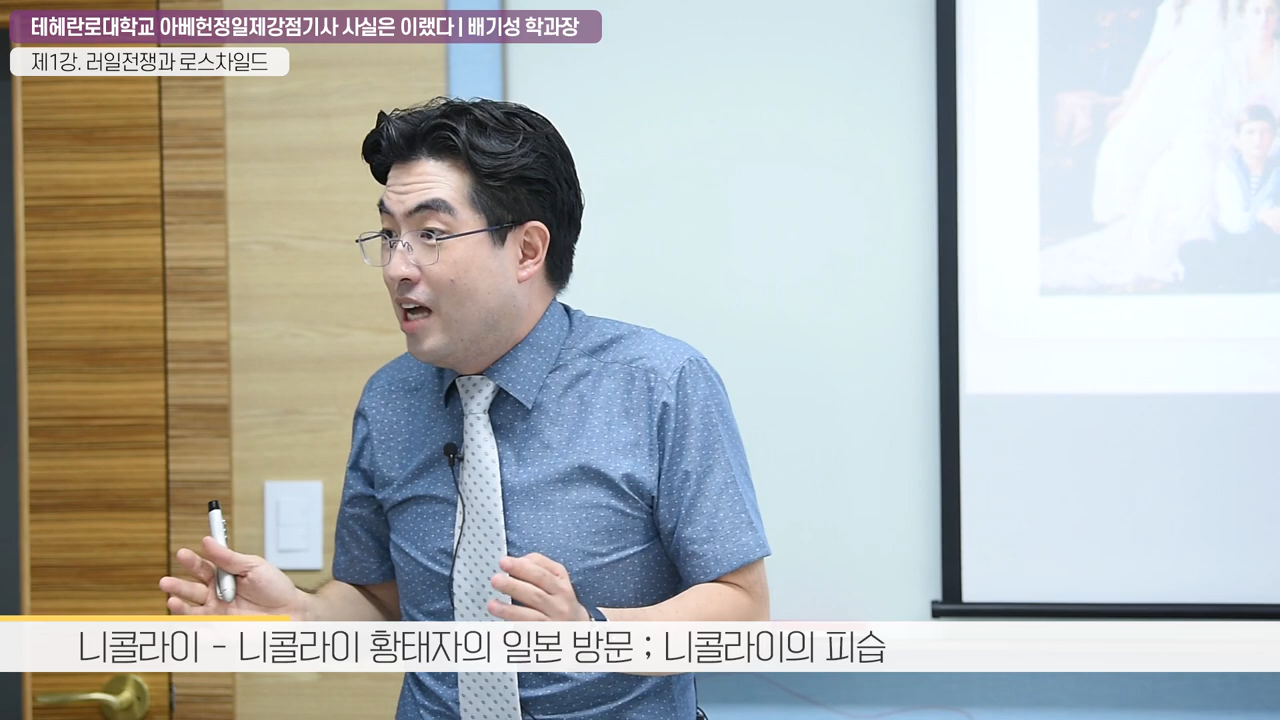 테헤란로대학교 아베헌정일제강점기사 사실은 이랬다 | 배기성 학과장
제1강. 러일전쟁과 로스차일드
니콜라이 - 니콜라이 황태자의 일본 방문 ; 니콜라이의 피습